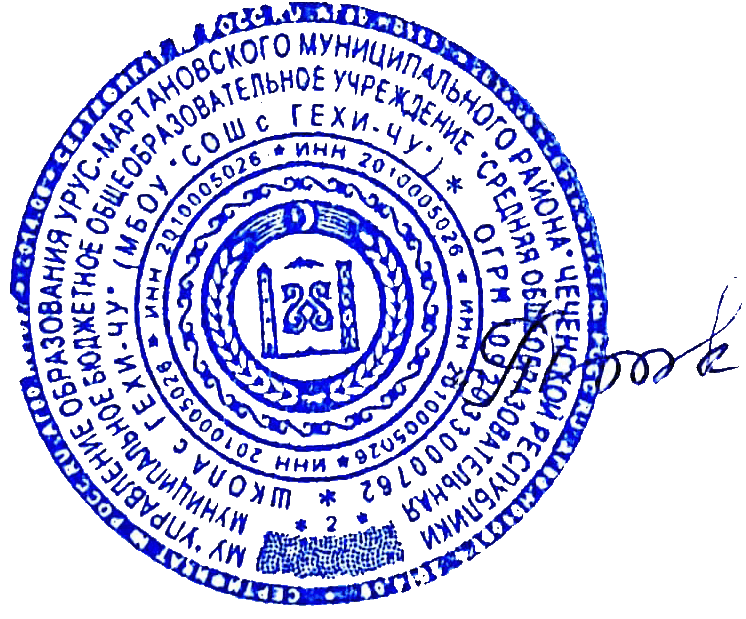 МУ "УПРАВЛЕНИЕ ОБРАЗОВАНИЯ УРУС-МАРТАНОВСКОГО МУНИЦИПАЛЬНОГО РАЙОНА" ЧЕЧЕНСКОЙ РЕСПУБЛИКИ
МУНИЦИПАЛЬНОЕ БЮДЖЕТНОЕ ОБЩЕОБРАЗОВАТЕЛЬНОЕ УЧРЕЖДЕНИЕ "СРЕДНЯЯ ОБЩЕОБРАЗОВАТЕЛЬНАЯ
* ШКОЛА с ГЕХИ-ЧУ" (МБОУ "СОШ с ГЕХИ-ЧУ") * ОГРН 1092033000762
* ИНН 2010005026 * ИНН 2010005026 * ИНН 2010005026 * ИНН 2010005026
* 2 *